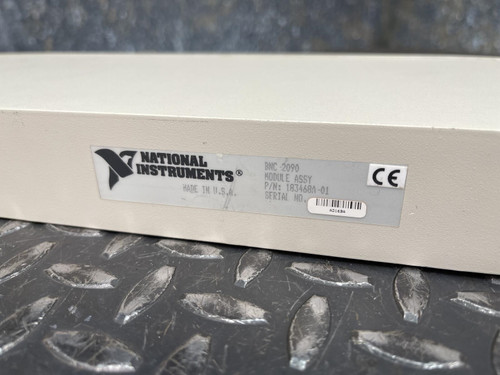 NATIONAL
INSTRUMENTS®
MADE IN U.S.A.
BNC 2090
MODULE ASSY
P/N: 183468A-01
SERIAL NO.
CE